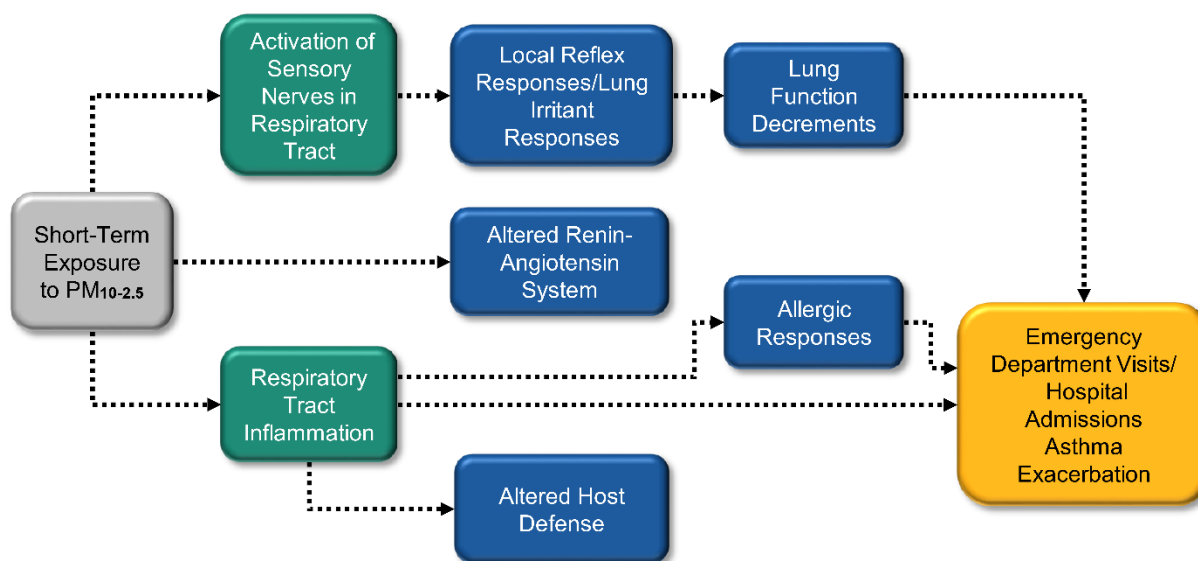 Activation of
Sensory
Nerves in
Respiratory
Tract
Local Reflex
Responses/Lung
Irritant
Responses
Lung
Function
Decrements
Short-Term
Exposure
to PM10-2.5
Altered Renin-
Angiotensin
System
Allergic
Responses
Respiratory
Tract
Inflammation
Emergency
Department Visits/
Hospital
Admissions
Asthma
Exacerbation
Altered Host
Defense